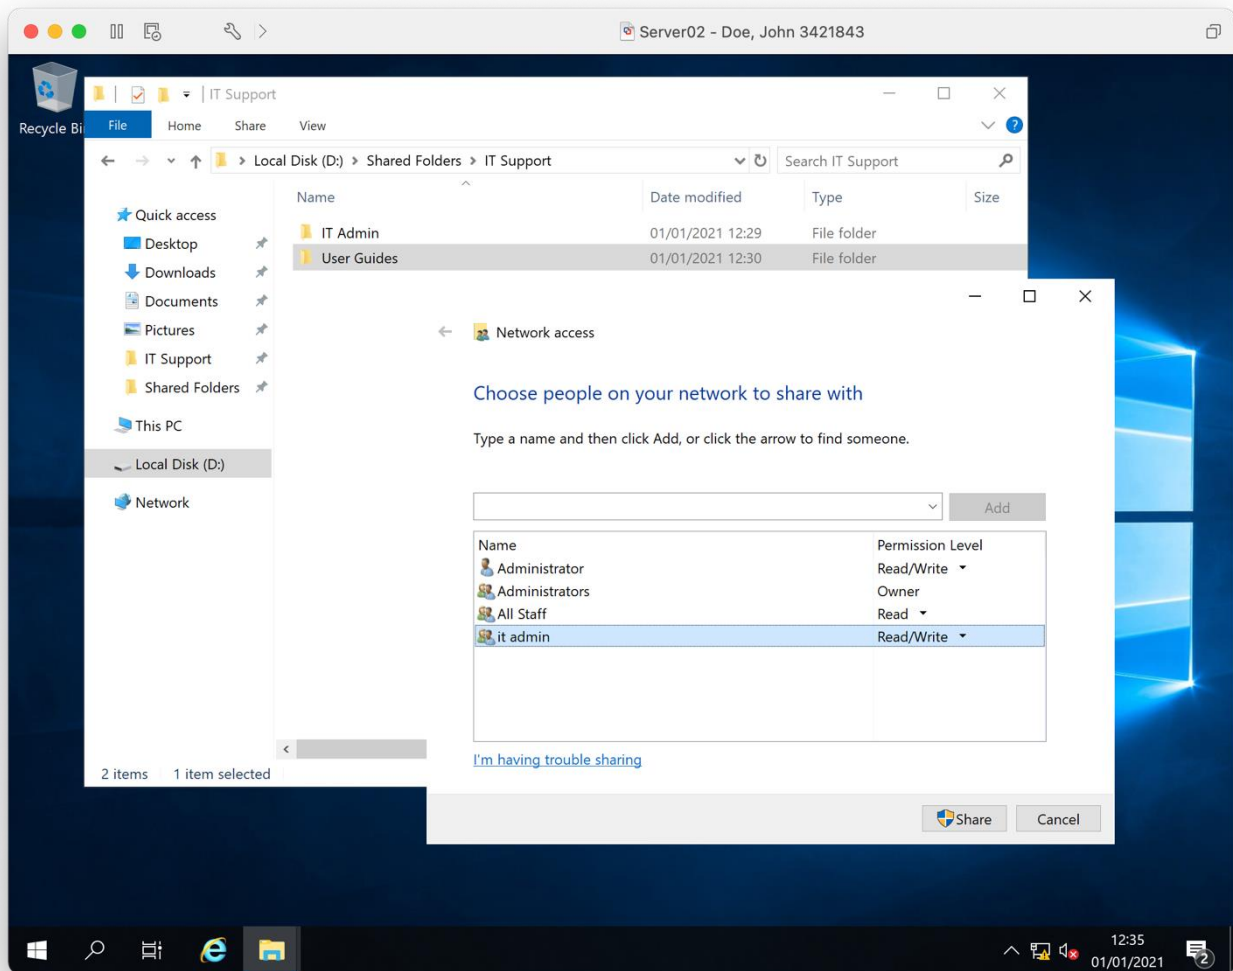 Server02 - Doe, John 3421843
Recycle Bi
IT Support
File Home Share View
Local Disk (D:) > Shared Folders > IT Support
Search IT Support
Name Date modified Type Size
IT Admin 01/01/2021 12:29 File folder
User Guides 01/01/2021 12:30 File folder
Quick access
Desktop
Downloads
Documents
Pictures
IT Support
Shared Folders
This PC
Local Disk (D:)
Network
2 items 1 item selected
Network access
Choose people on your network to share with
Type a name and then click Add, or click the arrow to find someone.
Add
Name Permission Level
Administrator Read/Write
Administrators Owner
All Staff Read
it admin Read/Write
I'm having trouble sharing
Share Cancel
12:35
01/01/2021
2